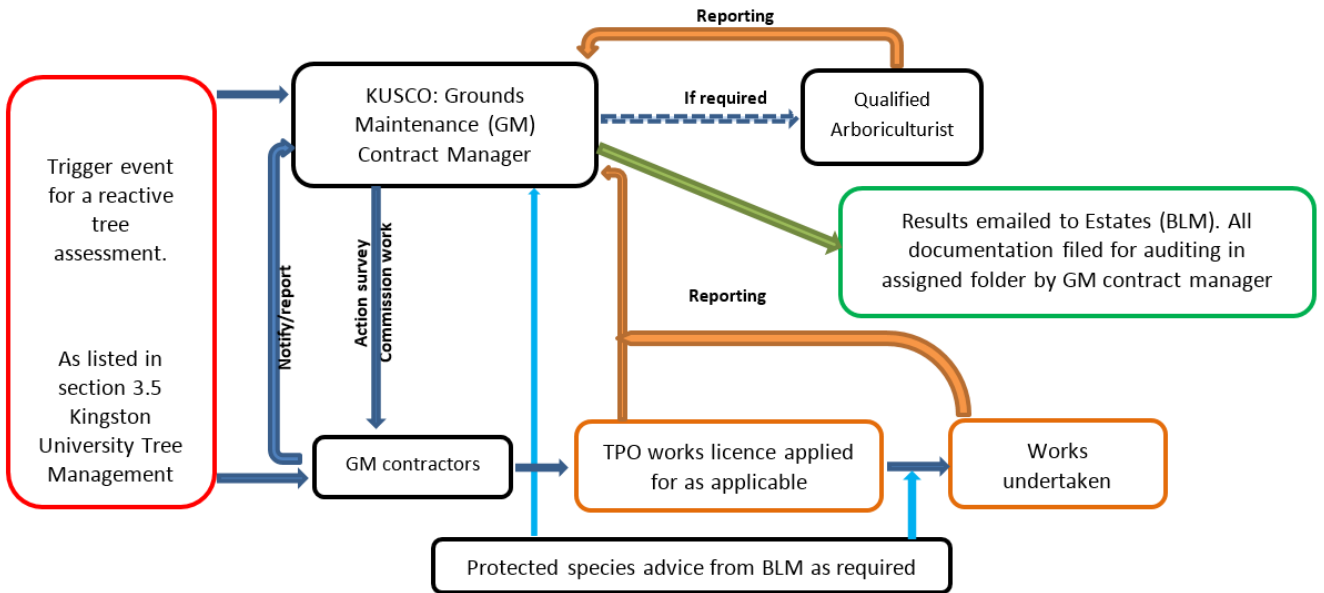 Reporting
KUSCO: Grounds
Maintenance (GM)
Contract Manager
If required
Qualified
Arboriculturist
Trigger event
for a reactive
tree
assessment.
As listed in
section 3.5
Kingston
University Tree
Management
Notify/report
Action survey
Commission work
Results emailed to Estates (BLM). All
documentation filed for auditing in
assigned folder by GM contract manager
Reporting
GM contractors
TPO works licence applied
for as applicable
Works
undertaken
Protected species advice from BLM as required